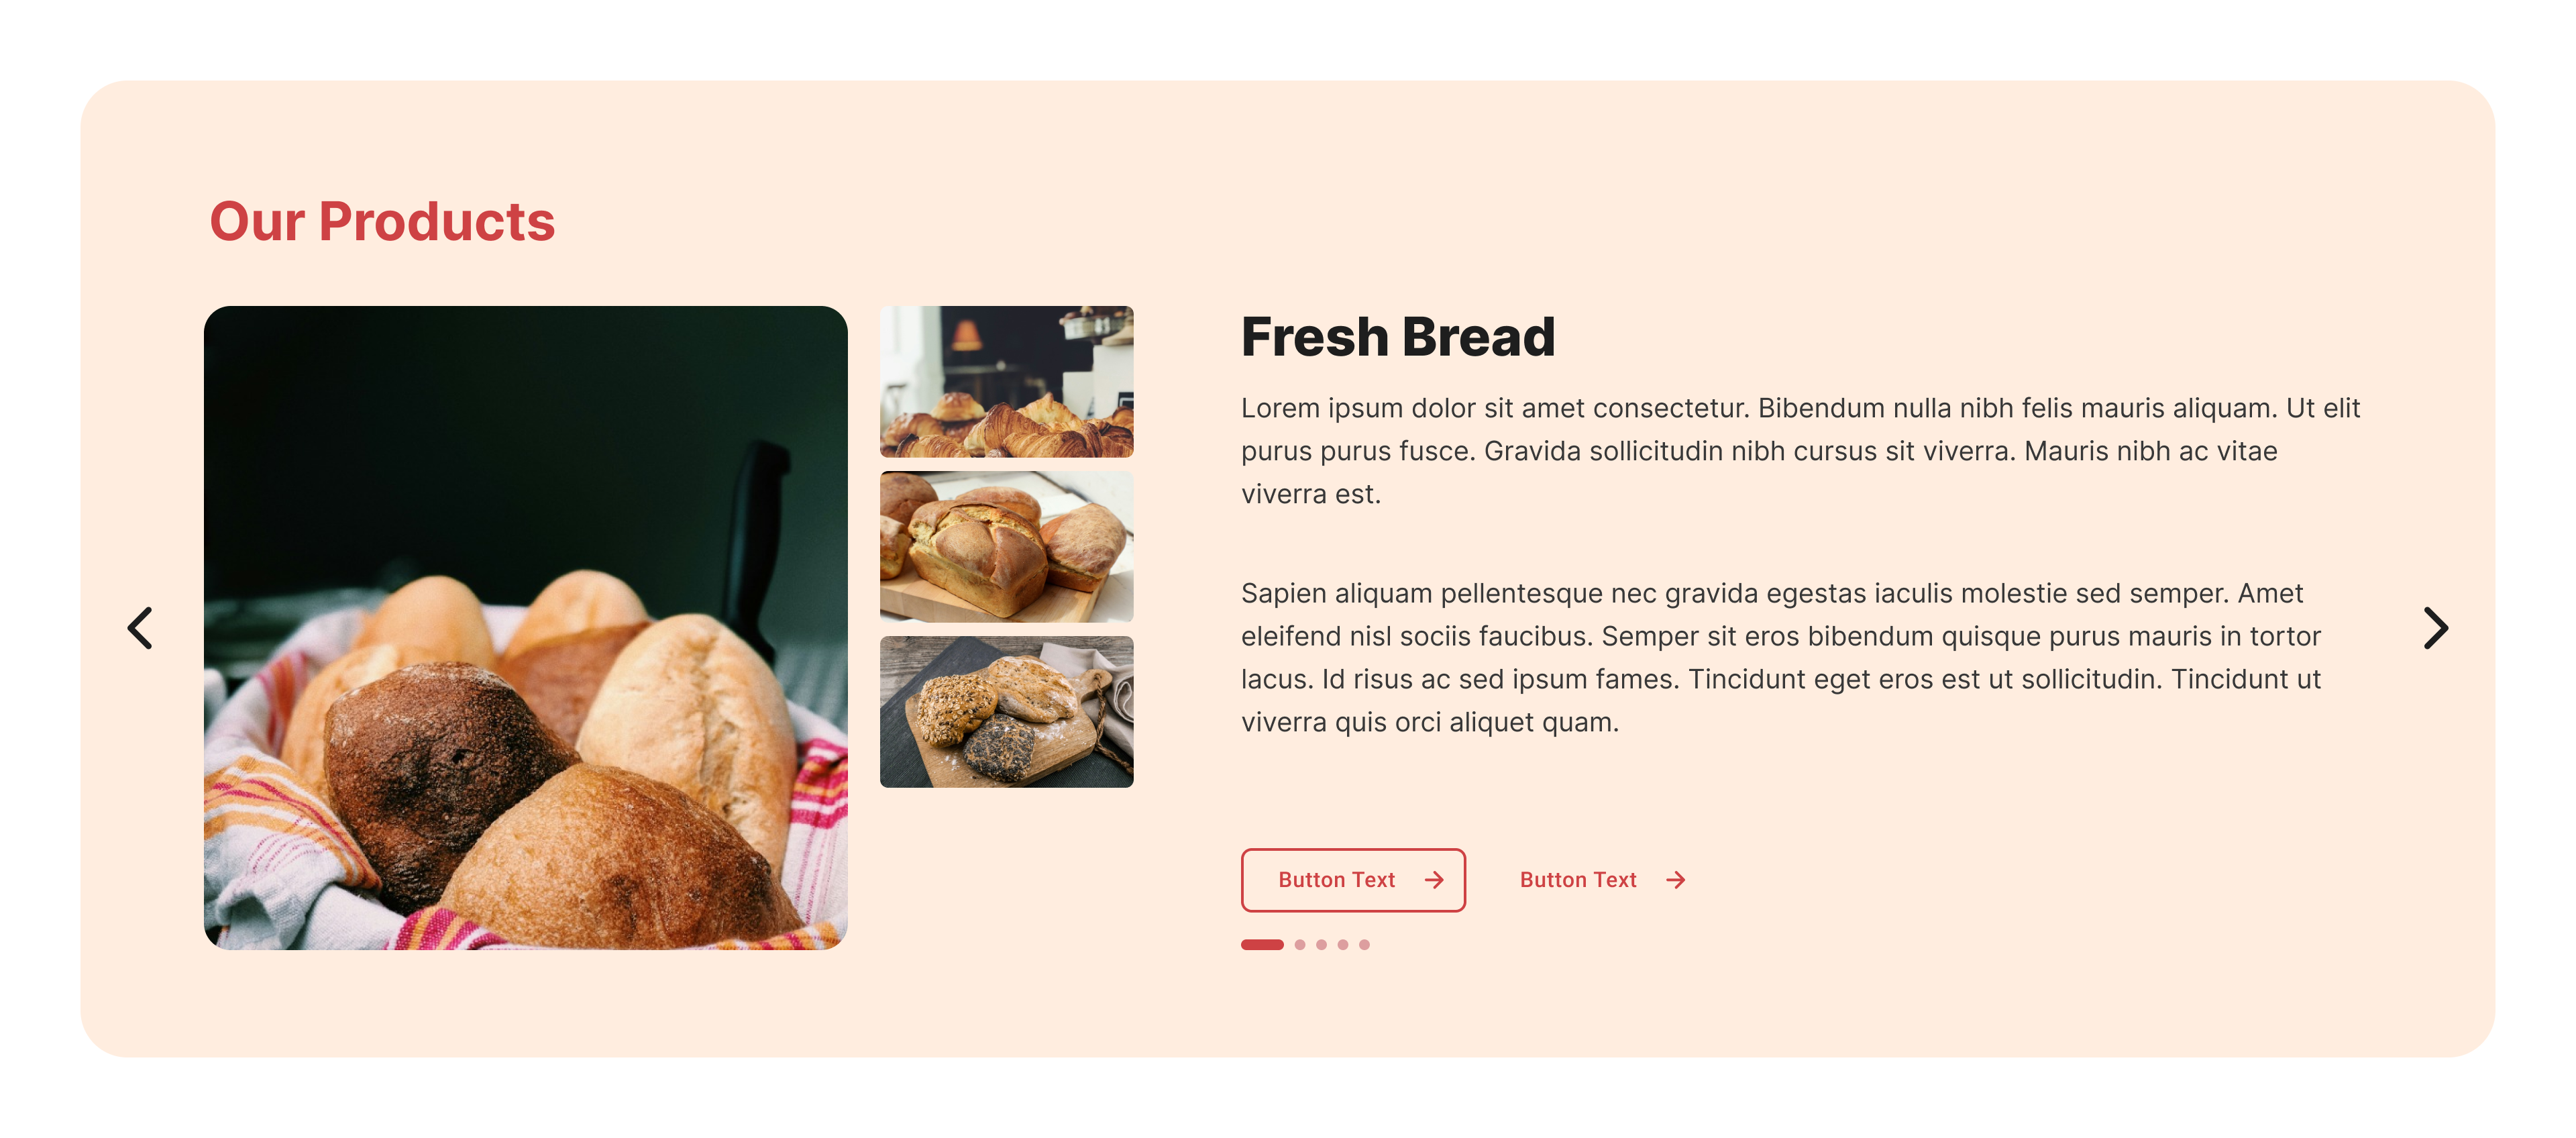 Our Products
Fresh Bread
Lorem ipsum dolor sit amet consectetur. Bibendum nulla nibh felis mauris aliquam. Ut elit
purus purus fusce. Gravida sollicitudin nibh cursus sit viverra. Mauris nibh ac vitae
viverra est.
Sapien aliquam pellentesque nec gravida egestas iaculis molestie sed semper. Amet
eleifend nisl sociis faucibus. Semper sit eros bibendum quisque purus mauris in tortor
lacus. Id risus ac sed ipsum fames. Tincidunt eget eros est ut sollicitudin. Tincidunt ut
viverra quis orci aliquet quam.
Button Text
Button Text